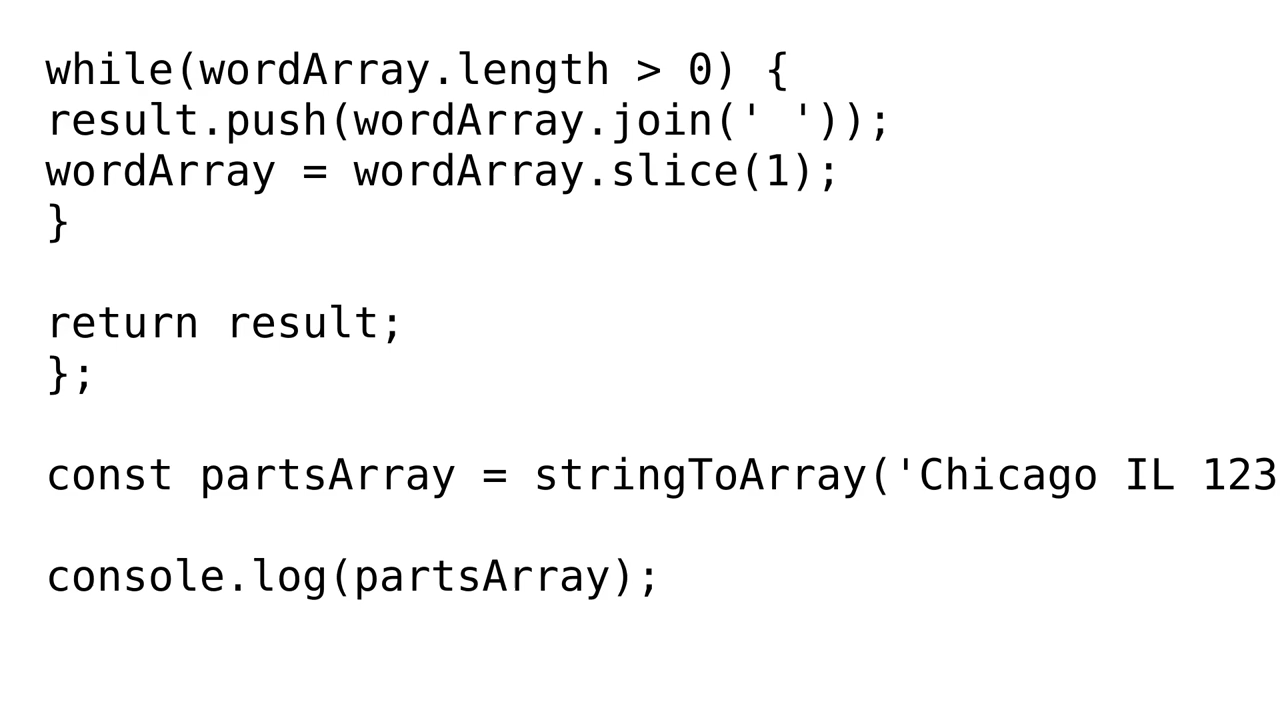 while(wordArray.length > 0) {
result.push(wordArray.join(' '));
wordArray = wordArray.slice(1);
}
return result;
};
const partsArray = stringToArray('Chicago IL 123
console.log(partsArray);